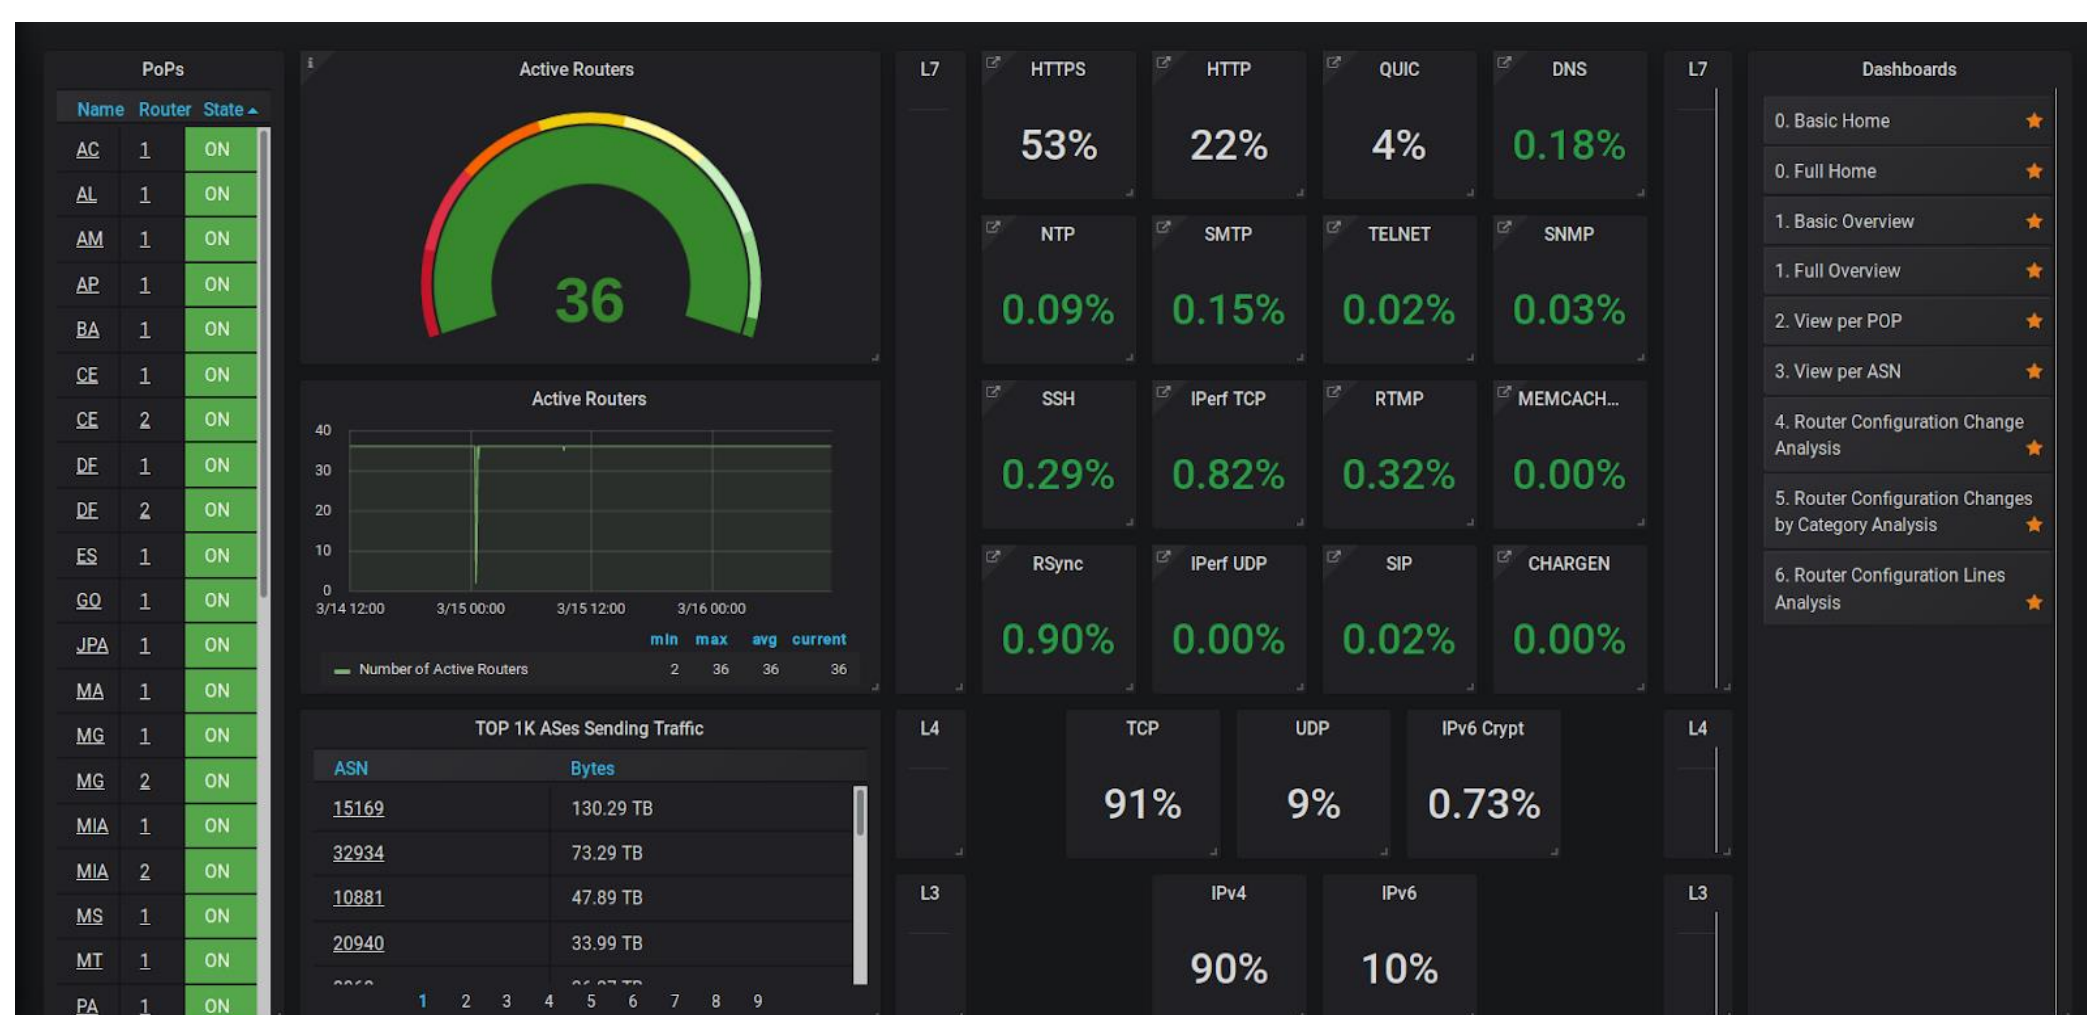 PoPs
Name Router State
AC 1 ON
AL 1 ON
AM 1 ON
AP 1 ON
BA 1 ON
CE 1 ON
CE 2 ON
DF 1 ON
DF 2 ON
ES 1 ON
GO 1 ON
JPA 1 ON
MA 1 ON
MG 1 ON
MG 2 ON
MIA 1 ON
MIA 2 ON
MS 1 ON
MT 1 ON
PA 1 ON
i
Active Routers
36
Active Routers
40
30
20
10
0
3/14 12:00 3/15 00:00 3/15 12:00 3/16 00:00
min max avg current
Number of Active Routers 2 36 36 36
TOP 1K ASes Sending Traffic
ASN Bytes
15169 130.29 TB
32934 73.29 TB
10881 47.89 TB
20940 33.99 TB
1 2 3 4 5 6 7 8 9
L7
HTTPS HTTP QUIC DNS
53% 22% 4% 0.18%
NTP SMTP TELNET SNMP
0.09% 0.15% 0.02% 0.03%
SSH IPerf TCP RTMP MEMCACH...
0.29% 0.82% 0.32% 0.00%
RSync IPerf UDP SIP CHARGEN
0.90% 0.00% 0.02% 0.00%
L7
L4
TCP UDP IPv6 Crypt
91% 9% 0.73%
L4
L3
IPv4 IPv6
90% 10%
L3
Dashboards
0. Basic Home
0. Full Home
1. Basic Overview
1. Full Overview
2. View per POP
3. View per ASN
4. Router Configuration Change
Analysis
5. Router Configuration Changes
by Category Analysis
6. Router Configuration Lines
Analysis